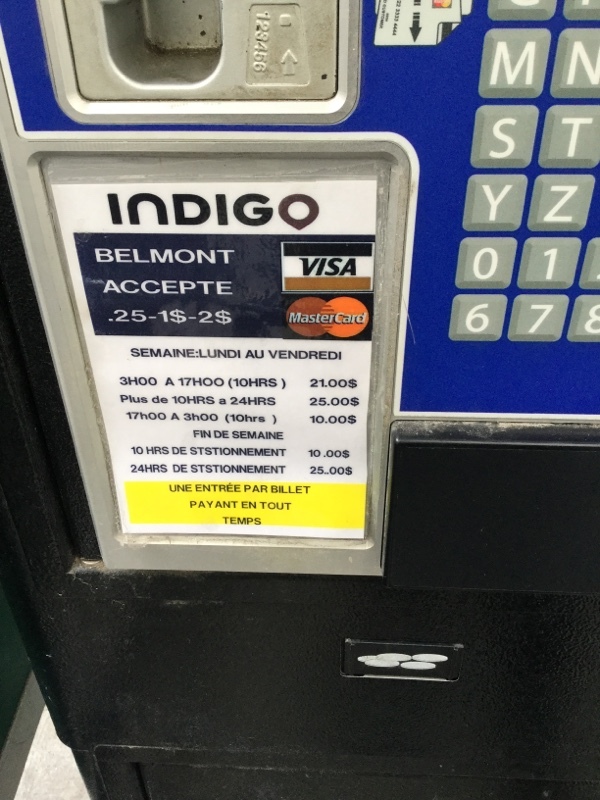 123456
M N
S T
Y Z
0 1
6 7 8
INDIGO
BELMONT
ACCEPTE
.25-1$-2$
VISA
MasterCard
SEMAINE:LUNDI AU VENDREDI
3H00 A 17HOO (10HRS ) 21.00$
Plus de 10HRS a 24HRS 25.00$
17h00 A 3h00 (10hrs ) 10.00$
FIN DE SEMAINE
10 HRS DE STSTIONNEMENT 10 .00$
24HRS DE STSTIONNEMENT 25..00$
UNE ENTRÉE PAR BILLET
PAYANT EN TOUT
TEMPS